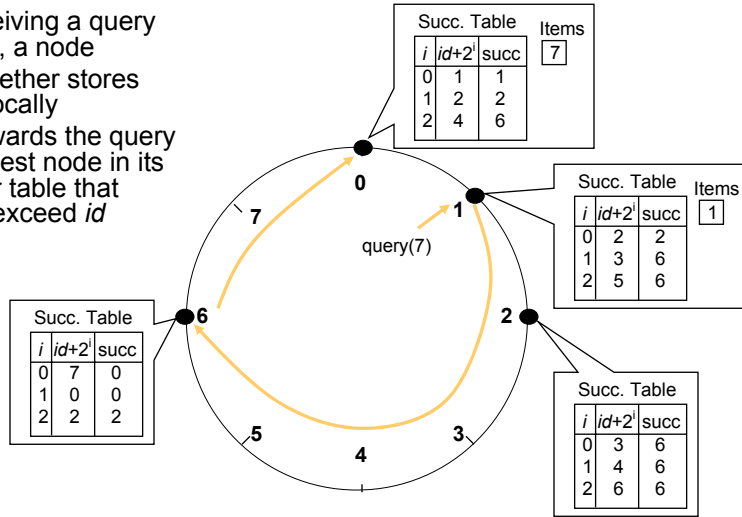 eiving a query
, a node
ether stores
ocally
wards the query
est node in its
r table that
exceed id
Succ. Table
i id+2^i succ
0 1 1
1 2 2
2 4 6
Items
7
0
1
2
3
4
5
6
7
query(7)
Succ. Table
i id+2^i succ
0 2 2
1 3 6
2 5 6
Items
1
Succ. Table
i id+2^i succ
0 7 0
1 0 0
2 2 2
Succ. Table
i id+2^i succ
0 3 6
1 4 6
2 6 6